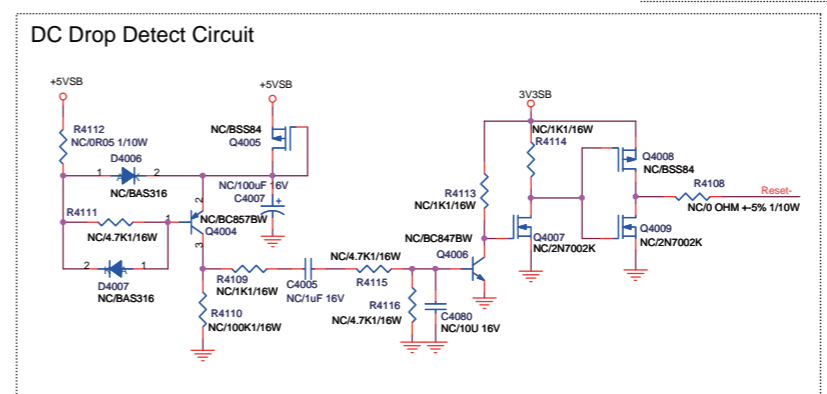 DC Drop Detect Circuit
+5VSB
+5VSB
3V3SB
R4112
NC/0R05 1/10W
NC/BSS84
Q4005
NC/1K1/16W
R4114
Q4008
NC/BSS84
D4006
1
2
NC/BAS316
NC/100uF 16V
C4007
+
R4113
NC/1K1/16W
R4108
Reset-
NC/0 OHM +-5% 1/10W
R4111
NC/4.7K1/16W
1
2
3
NC/BC857BW
Q4004
Q4007
NC/2N7002K
Q4009
NC/2N7002K
NC/BC847BW
Q4006
2
1
D4007
NC/BAS316
R4109
NC/1K1/16W
C4005
NC/1uF 16V
NC/4.7K1/16W
R4115
R4110
NC/100K1/16W
R4116
NC/4.7K1/16W
C4080
NC/10U 16V